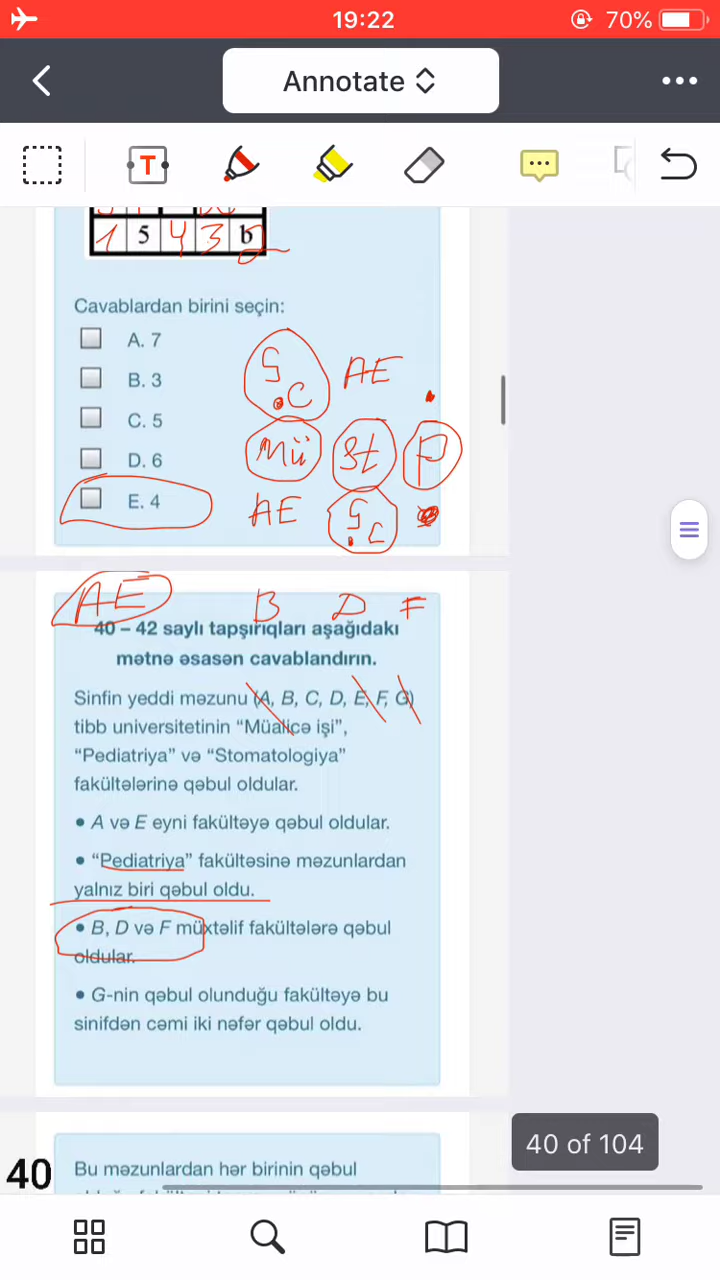 19:22
70%
Annotate
T
1 5 4 3 b
Cavablardan birini seçin:
A. 7
B. 3
C. 5
D. 6
E. 4
G
C
AE
Mü St P
AE
G
C
AE B D F
40 – 42 saylı tapşırıqları aşağıdakı
mətnə əsasən cavablandırın.
Sinfin yeddi məzunu (A, B, C, D, E, F, G)
tibb universitetinin “Müalicə işi”,
“Pediatriya” və “Stomatologiya”
fakültələrinə qəbul oldular.
• A və E eyni fakültəyə qəbul oldular.
• “Pediatriya” fakültəsinə məzunlardan
yalnız biri qəbul oldu.
• B, D və F müxtəlif fakültələrə qəbul
oldular.
• G-nin qəbul olunduğu fakültəyə bu
sinifdən cəmi iki nəfər qəbul oldu.
40 of 104
40
Bu məzunlardan hər birinin qəbul